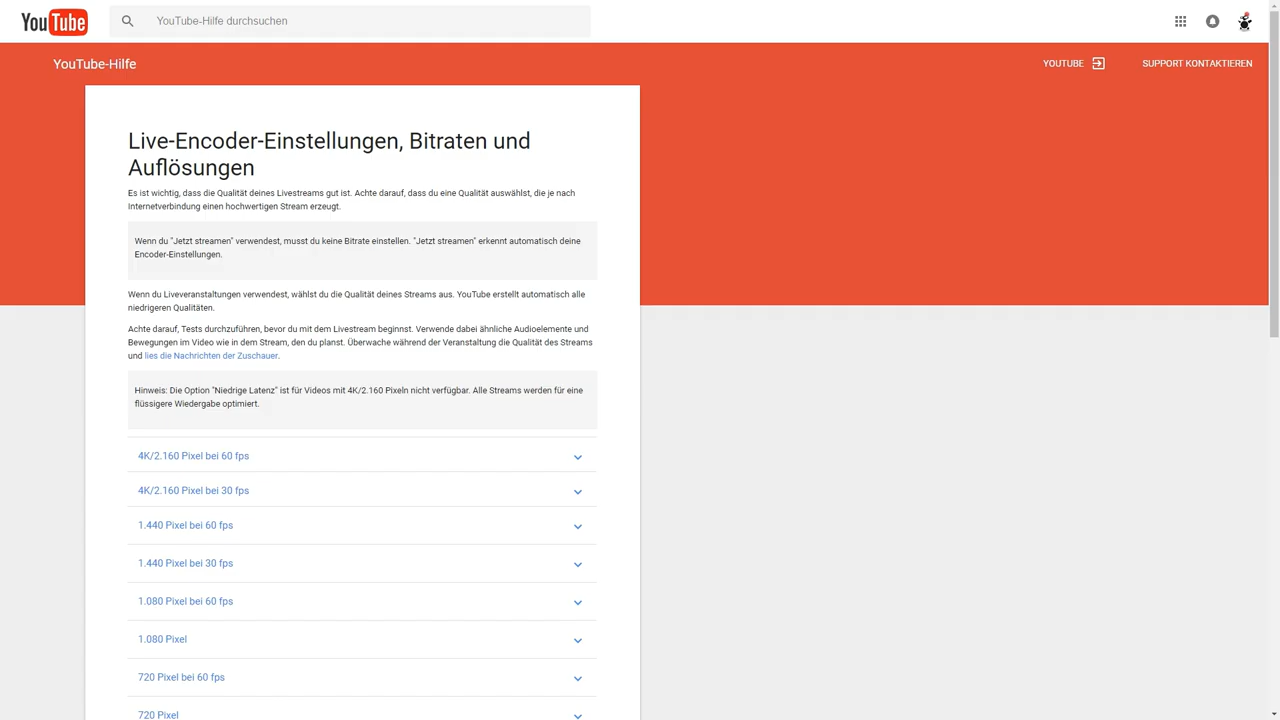 YouTube
YouTube-Hilfe durchsuchen
YouTube-Hilfe
YOUTUBE
SUPPORT KONTAKTIEREN
Live-Encoder-Einstellungen, Bitraten und
Auflösungen
Es ist wichtig, dass die Qualität deines Livestreams gut ist. Achte darauf, dass du eine Qualität auswählst, die je nach
Internetverbindung einen hochwertigen Stream erzeugt.
Wenn du "Jetzt streamen" verwendest, musst du keine Bitrate einstellen. "Jetzt streamen" erkennt automatisch deine
Encoder-Einstellungen.
Wenn du Liveveranstaltungen verwendest, wählst du die Qualität deines Streams aus. YouTube erstellt automatisch alle
niedrigeren Qualitäten.
Achte darauf, Tests durchzuführen, bevor du mit dem Livestream beginnst. Verwende dabei ähnliche Audioelemente und
Bewegungen im Video wie in dem Stream, den du planst. Überwache während der Veranstaltung die Qualität des Streams
und lies die Nachrichten der Zuschauer.
Hinweis: Die Option "Niedrige Latenz" ist für Videos mit 4K/2.160 Pixeln nicht verfügbar. Alle Streams werden für eine
flüssigere Wiedergabe optimiert.
4K/2.160 Pixel bei 60 fps
4K/2.160 Pixel bei 30 fps
1.440 Pixel bei 60 fps
1.440 Pixel bei 30 fps
1.080 Pixel bei 60 fps
1.080 Pixel
720 Pixel bei 60 fps
720 Pixel